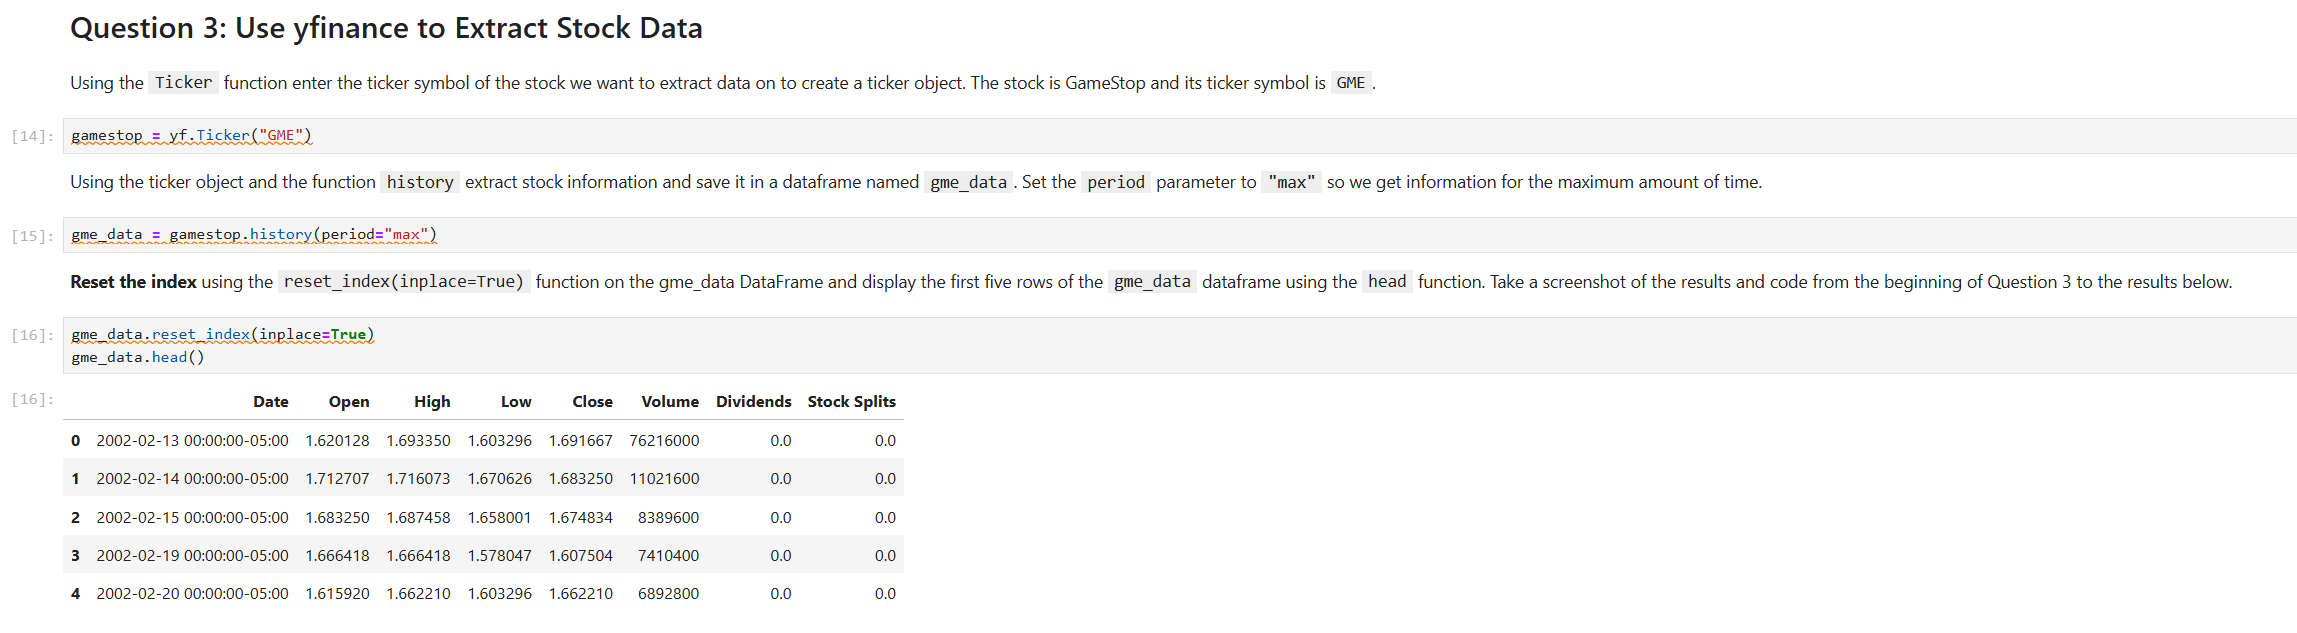 Question 3: Use yfinance to Extract Stock Data
Using the Ticker function enter the ticker symbol of the stock we want to extract data on to create a ticker object. The stock is GameStop and its ticker symbol is GME .
[14]: gamestop = yf.Ticker("GME")
Using the ticker object and the function history extract stock information and save it in a dataframe named gme_data . Set the period parameter to "max" so we get information for the maximum amount of time.
[15]: gme_data = gamestop.history(period="max")
Reset the index using the reset_index(inplace=True) function on the gme_data DataFrame and display the first five rows of the gme_data dataframe using the head function. Take a screenshot of the results and code from the beginning of Question 3 to the results below.
[16]: gme_data.reset_index(inplace=True)
gme_data.head()
[16]: Date Open High Low Close Volume Dividends Stock Splits
0 2002-02-13 00:00:00-05:00 1.620128 1.693350 1.603296 1.691667 76216000 0.0 0.0
1 2002-02-14 00:00:00-05:00 1.712707 1.716073 1.670626 1.683250 11021600 0.0 0.0
2 2002-02-15 00:00:00-05:00 1.683250 1.687458 1.658001 1.674834 8389600 0.0 0.0
3 2002-02-19 00:00:00-05:00 1.666418 1.666418 1.578047 1.607504 7410400 0.0 0.0
4 2002-02-20 00:00:00-05:00 1.615920 1.662210 1.603296 1.662210 6892800 0.0 0.0